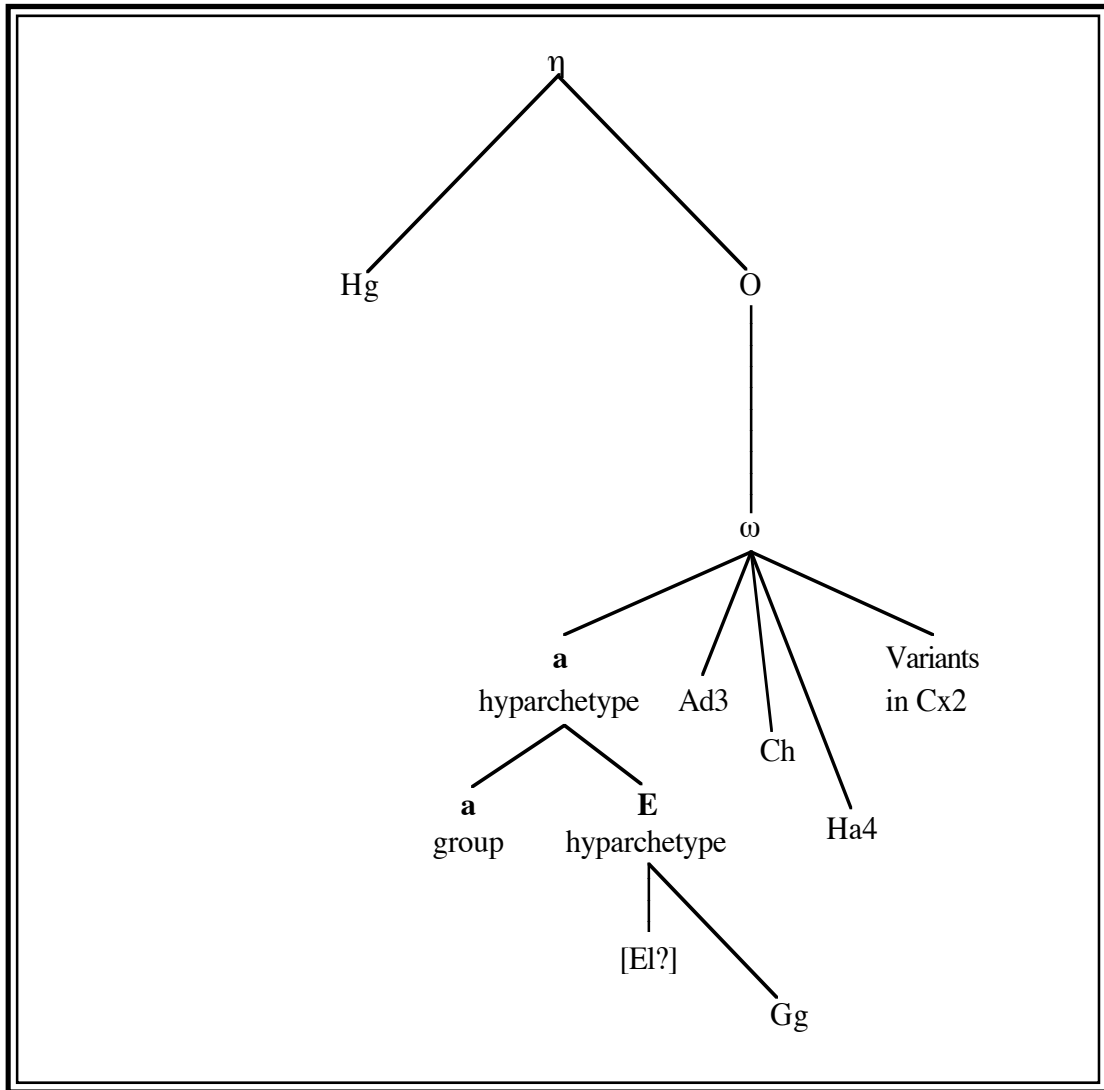 η
Hg
O
ω
a
hyparchetype
Ad3
Variants
in Cx2
Ch
a
group
E
hyparchetype
Ha4
[El?]
Gg